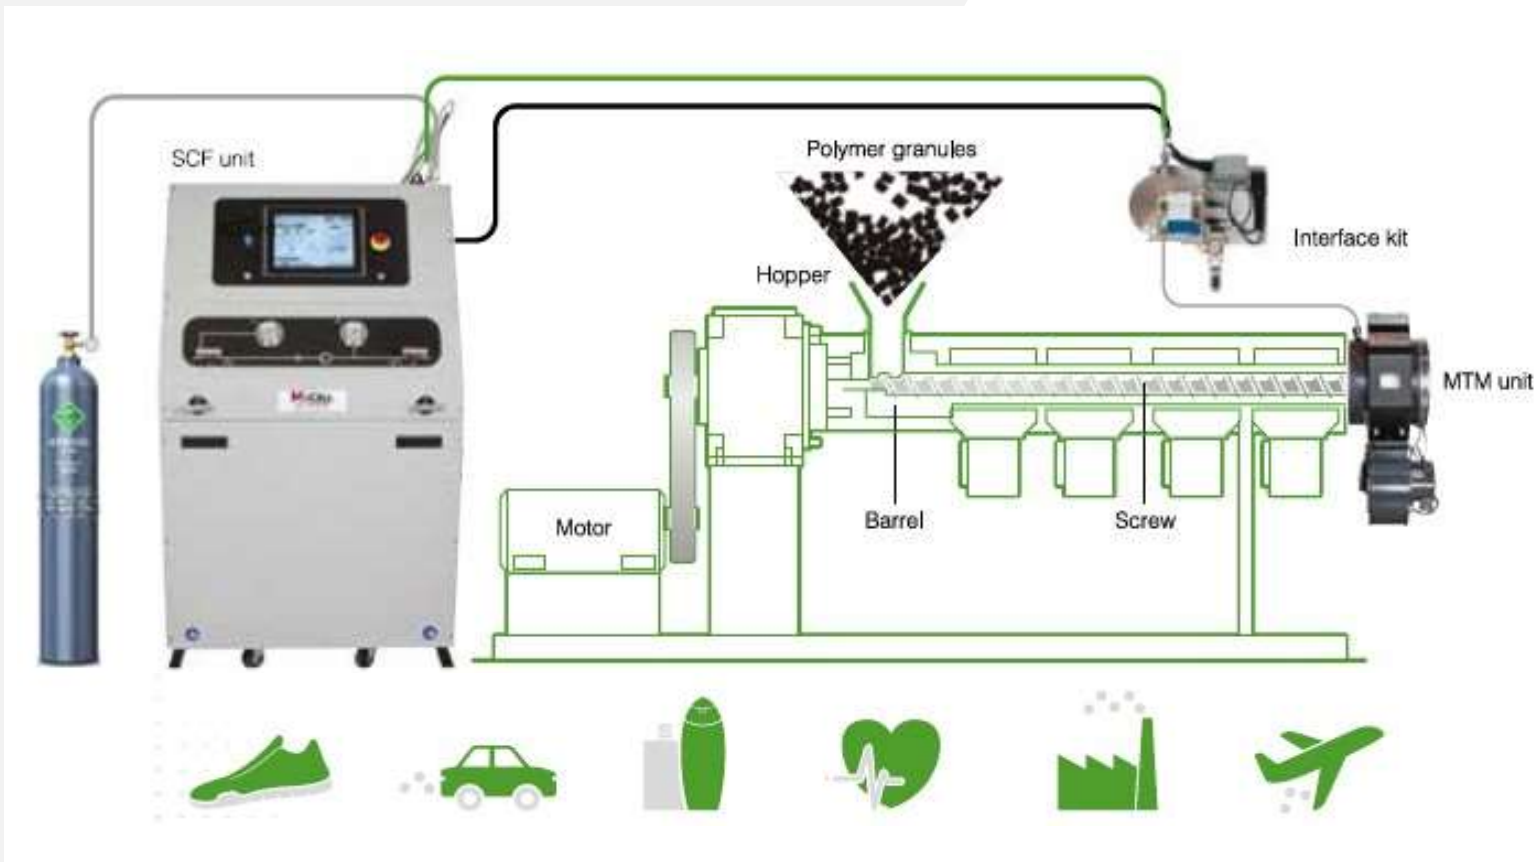 SCF unit
Polymer granules
Interface kit
Hopper
MTM unit
Motor
Barrel
Screw